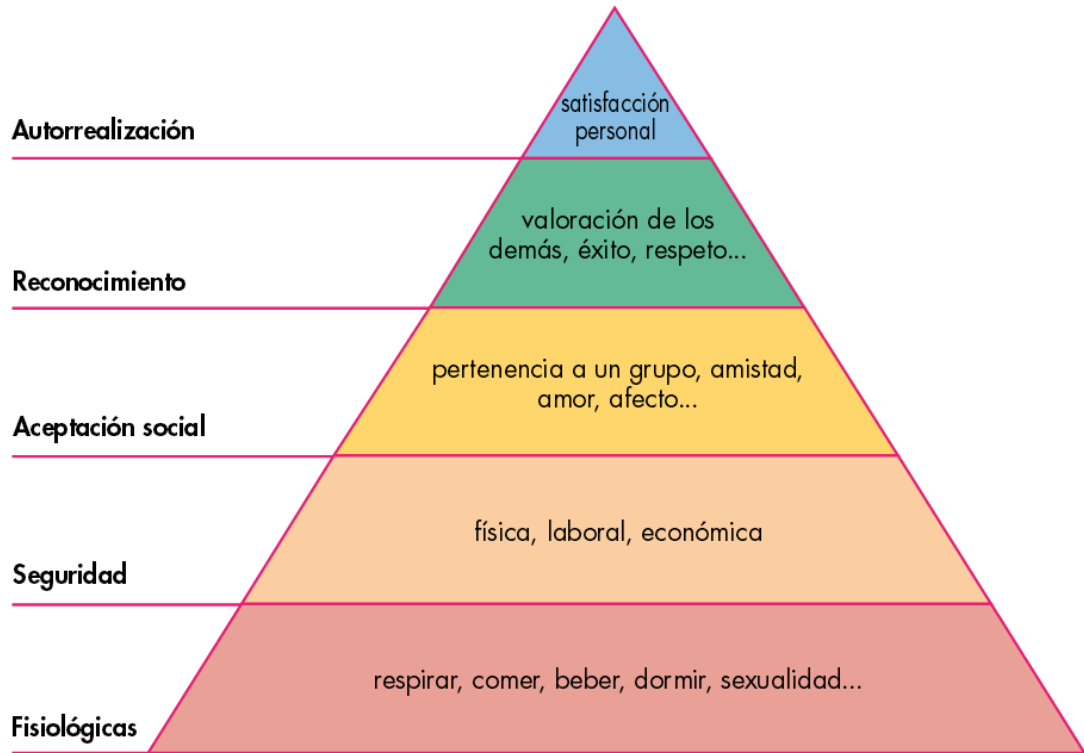 satisfacción
personal
Autorrealización
valoración de los
demás, éxito, respeto...
Reconocimiento
pertenencia a un grupo, amistad,
amor, afecto...
Aceptación social
física, laboral, económica
Seguridad
respirar, comer, beber, dormir, sexualidad...
Fisiológicas